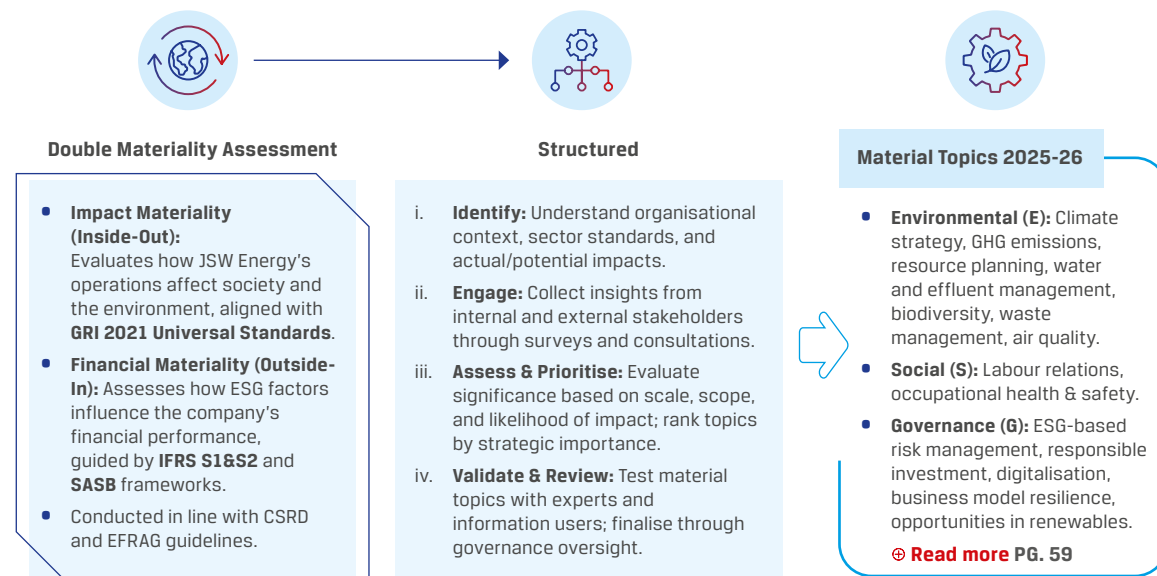 Double Materiality Assessment
• Impact Materiality
(Inside-Out):
Evaluates how JSW Energy's
operations affect society and
the environment, aligned with
GRI 2021 Universal Standards.
• Financial Materiality (Outside-
In): Assesses how ESG factors
influence the company's
financial performance,
guided by IFRS S1&S2 and
SASB frameworks.
• Conducted in line with CSRD
and EFRAG guidelines.
Structured
i. Identify: Understand organisational
context, sector standards, and
actual/potential impacts.
ii. Engage: Collect insights from
internal and external stakeholders
through surveys and consultations.
iii. Assess & Prioritise: Evaluate
significance based on scale, scope,
and likelihood of impact; rank topics
by strategic importance.
iv. Validate & Review: Test material
topics with experts and
information users; finalise through
governance oversight.
Material Topics 2025-26
• Environmental (E): Climate
strategy, GHG emissions,
resource planning, water
and effluent management,
biodiversity, waste
management, air quality.
• Social (S): Labour relations,
occupational health & safety.
• Governance (G): ESG-based
risk management, responsible
investment, digitalisation,
business model resilience,
opportunities in renewables.
⊕ Read more PG. 59